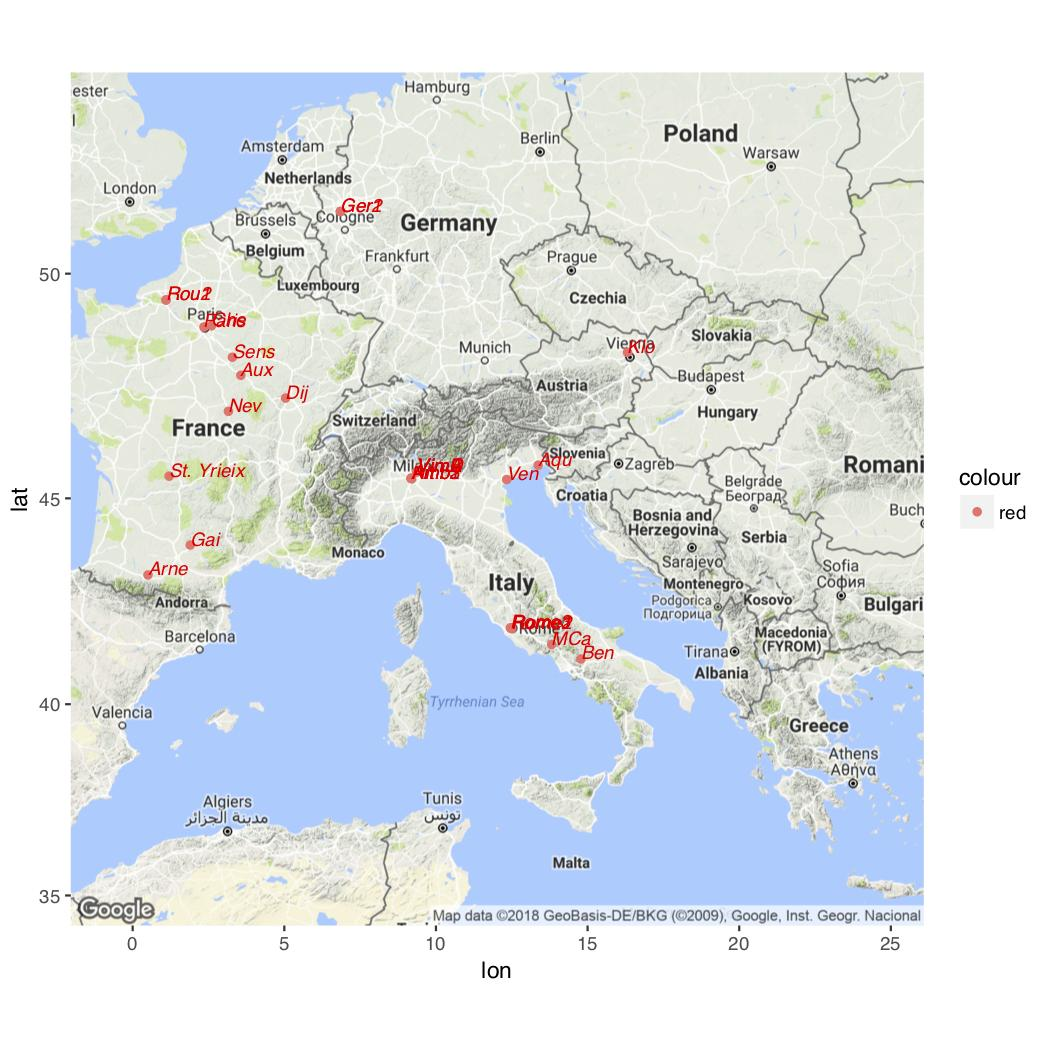 ester
Hamburg
Berlin
Poland
Warsaw
Amsterdam
Netherlands
London
Ger2
Cologne
Germany
Brussels
Belgium
Frankfurt
Prague
50
Luxembourg
Czechia
Rou2
Paris
Slovakia
Sens
Munich
Vienna
Klo
Aux
Austria
Budapest
Dij
Nev
Hungary
France
Switzerland
St. Yrieix
Aqu
Slovenia
Zagreb
Romani
Ven
lat
45
Croatia
Belgrade
Београд
colour
red
Bosnia and
Herzegovina
Buch
Serbia
Gai
Monaco
Sarajevo
Arne
Italy
Montenegro
Sofia
София
Andorra
Podgorica
Подгорица
Kosovo
Bulgari
Rome2
Rome
Barcelona
MCa
Macedonia
(FYROM)
Ben
Tirana
Albania
40
Tyrrhenian Sea
Valencia
Greece
Athens
Αθήνα
Algiers
مدينة الجزائر
Tunis
تونس
Malta
35
Google
Map data ©2018 GeoBasis-DE/BKG (©2009), Google, Inst. Geogr. Nacional
0
5
10
15
20
25
lon